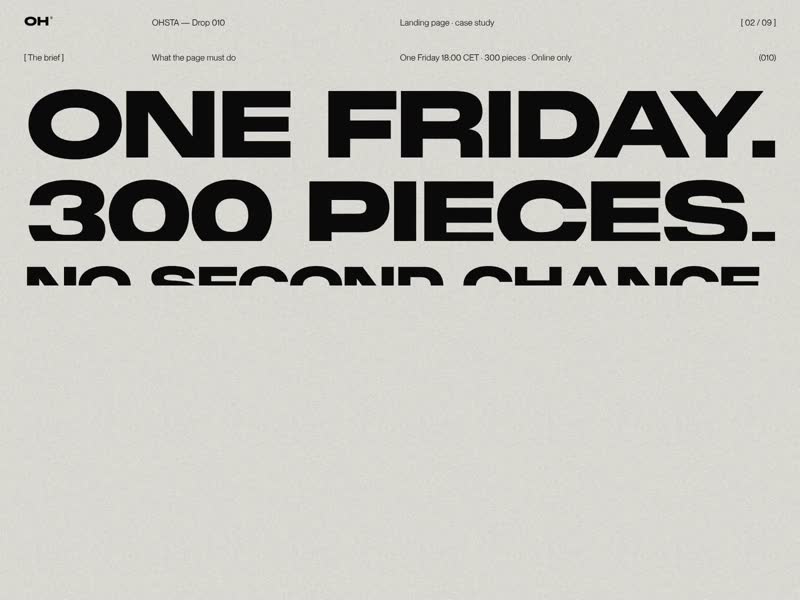 OH°
OHSTA — Drop 010
Landing page · case study
[ 02 / 09 ]
[ The brief ]
What the page must do
One Friday 18:00 CET · 300 pieces · Online only
(010)
ONE FRIDAY.
300 PIECES.
NO SECOND CHANCE